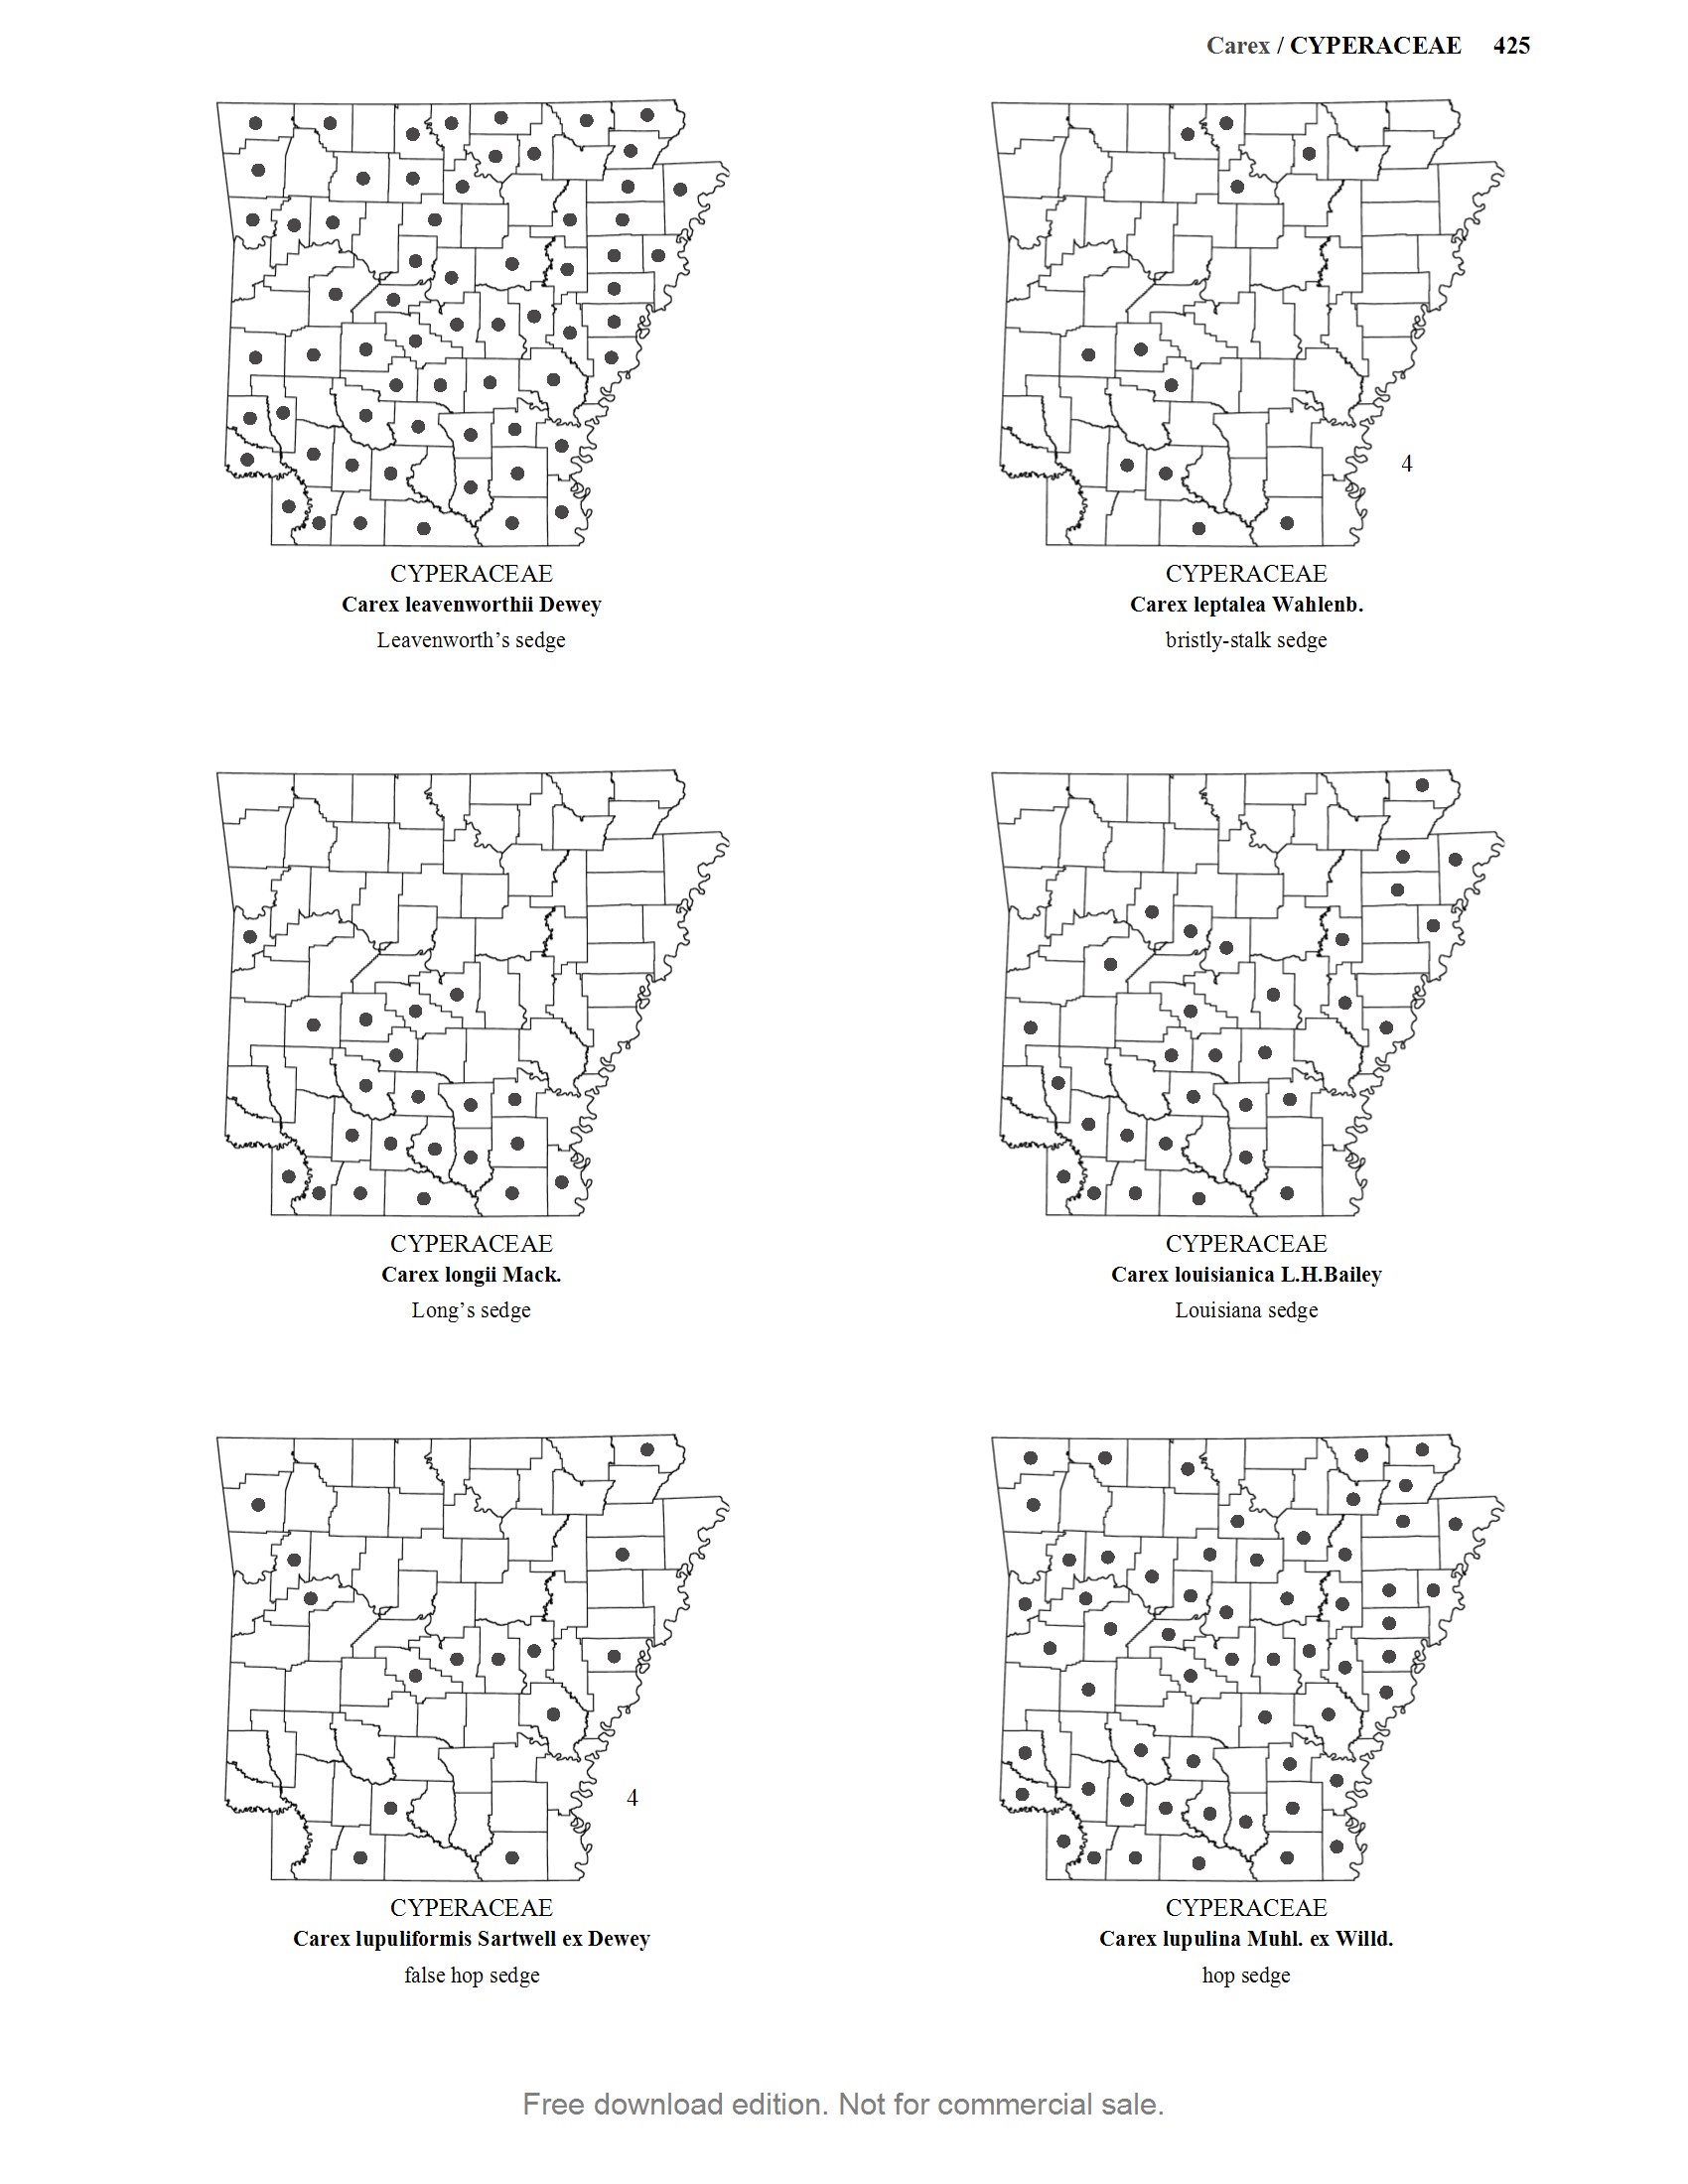 Carex / CYPERACEAE 425
CYPERACEAE
Carex leavenworthii Dewey
Leavenworth’s sedge
4
CYPERACEAE
Carex leptalea Wahlenb.
bristly-stalk sedge
CYPERACEAE
Carex longii Mack.
Long’s sedge
CYPERACEAE
Carex louisianica L.H.Bailey
Louisiana sedge
4
CYPERACEAE
Carex lupuliformis Sartwell ex Dewey
false hop sedge
CYPERACEAE
Carex lupulina Muhl. ex Willd.
hop sedge
Free download edition. Not for commercial sale.